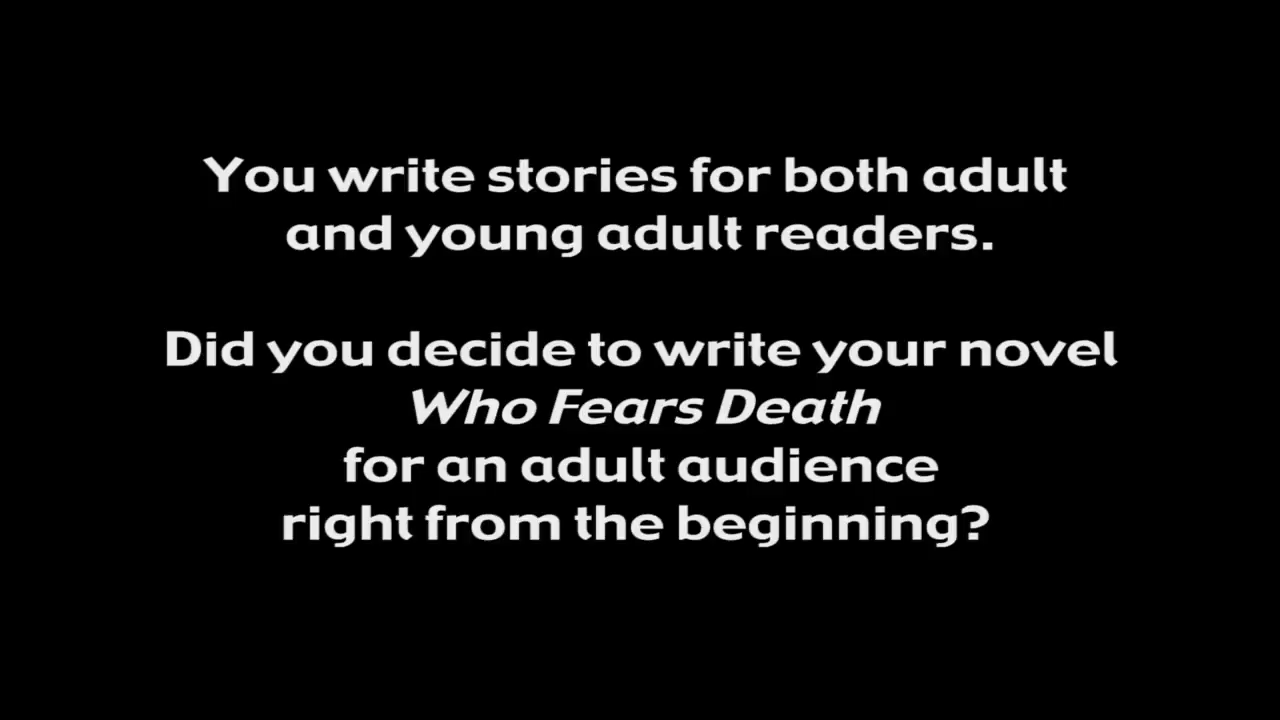 You write stories for both adult
and young adult readers.
Did you decide to write your novel
Who Fears Death
for an adult audience
right from the beginning?